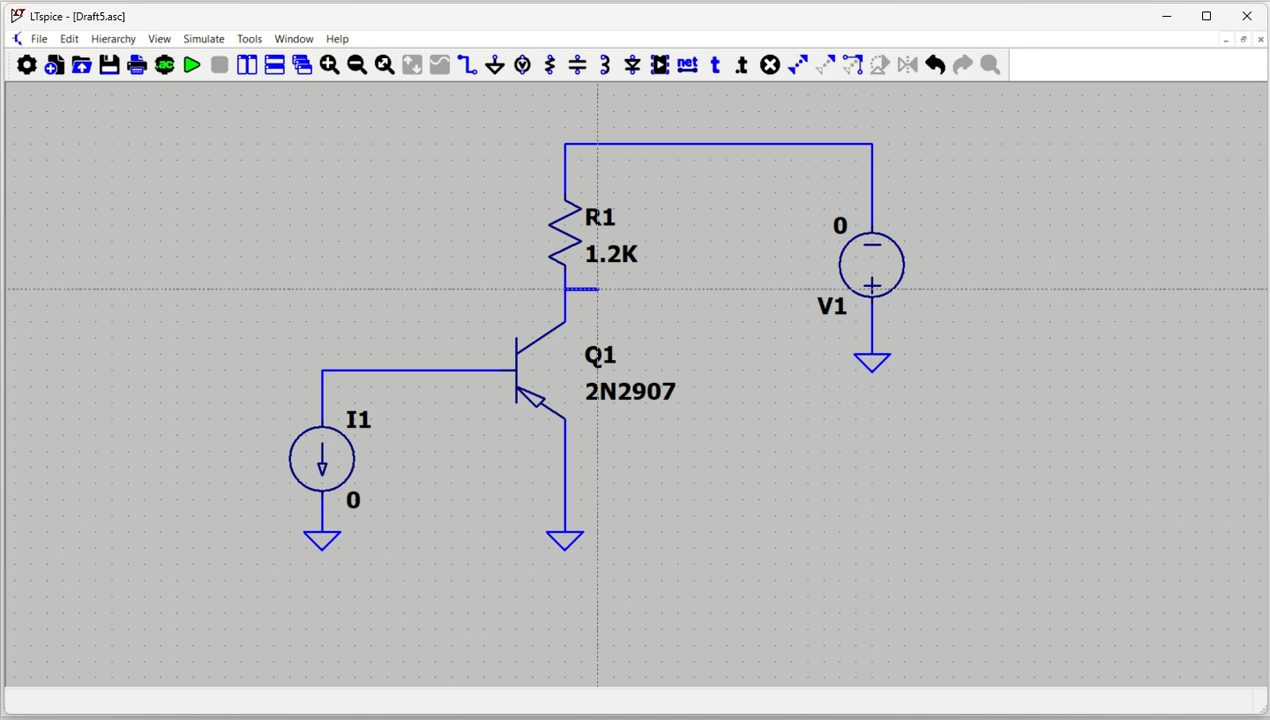 LTspice - [Draft5.asc]
File Edit Hierarchy View Simulate Tools Window Help
ac net t .t
R1
1.2K
0
V1
Q1
2N2907
I1
0